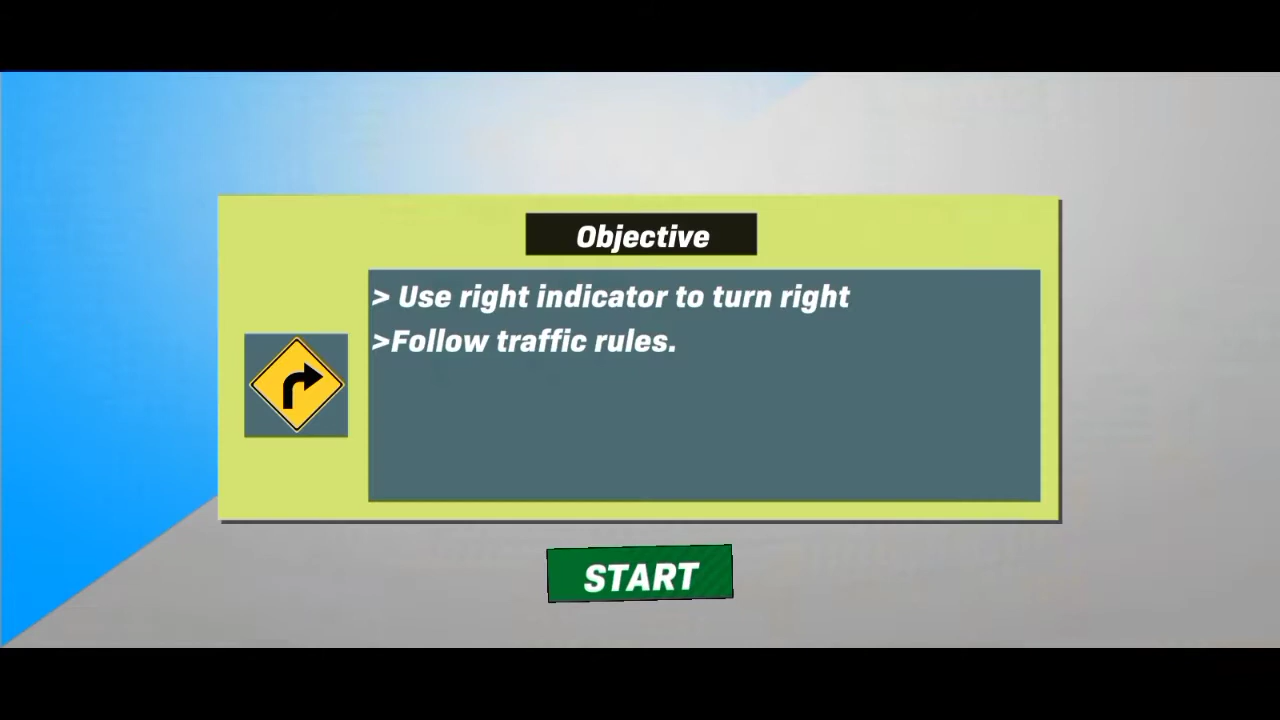 Objective
> Use right indicator to turn right
>Follow traffic rules.
START